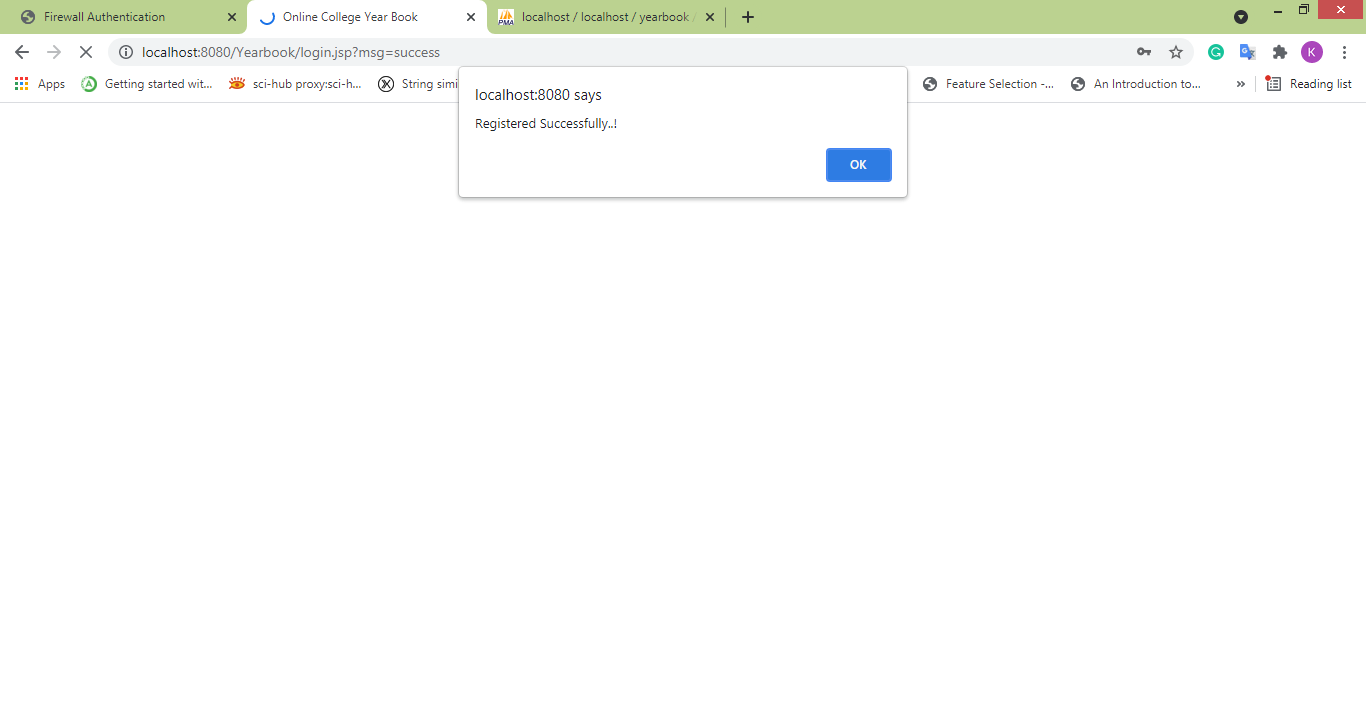 Firewall Authentication
Online College Year Book
PMA
localhost / localhost / yearbook /
localhost:8080/Yearbook/login.jsp?msg=success
K
Apps
Getting started wit...
sci-hub proxy:sci-h...
String simi
Feature Selection -...
An Introduction to...
»
Reading list
localhost:8080 says
Registered Successfully..!
OK